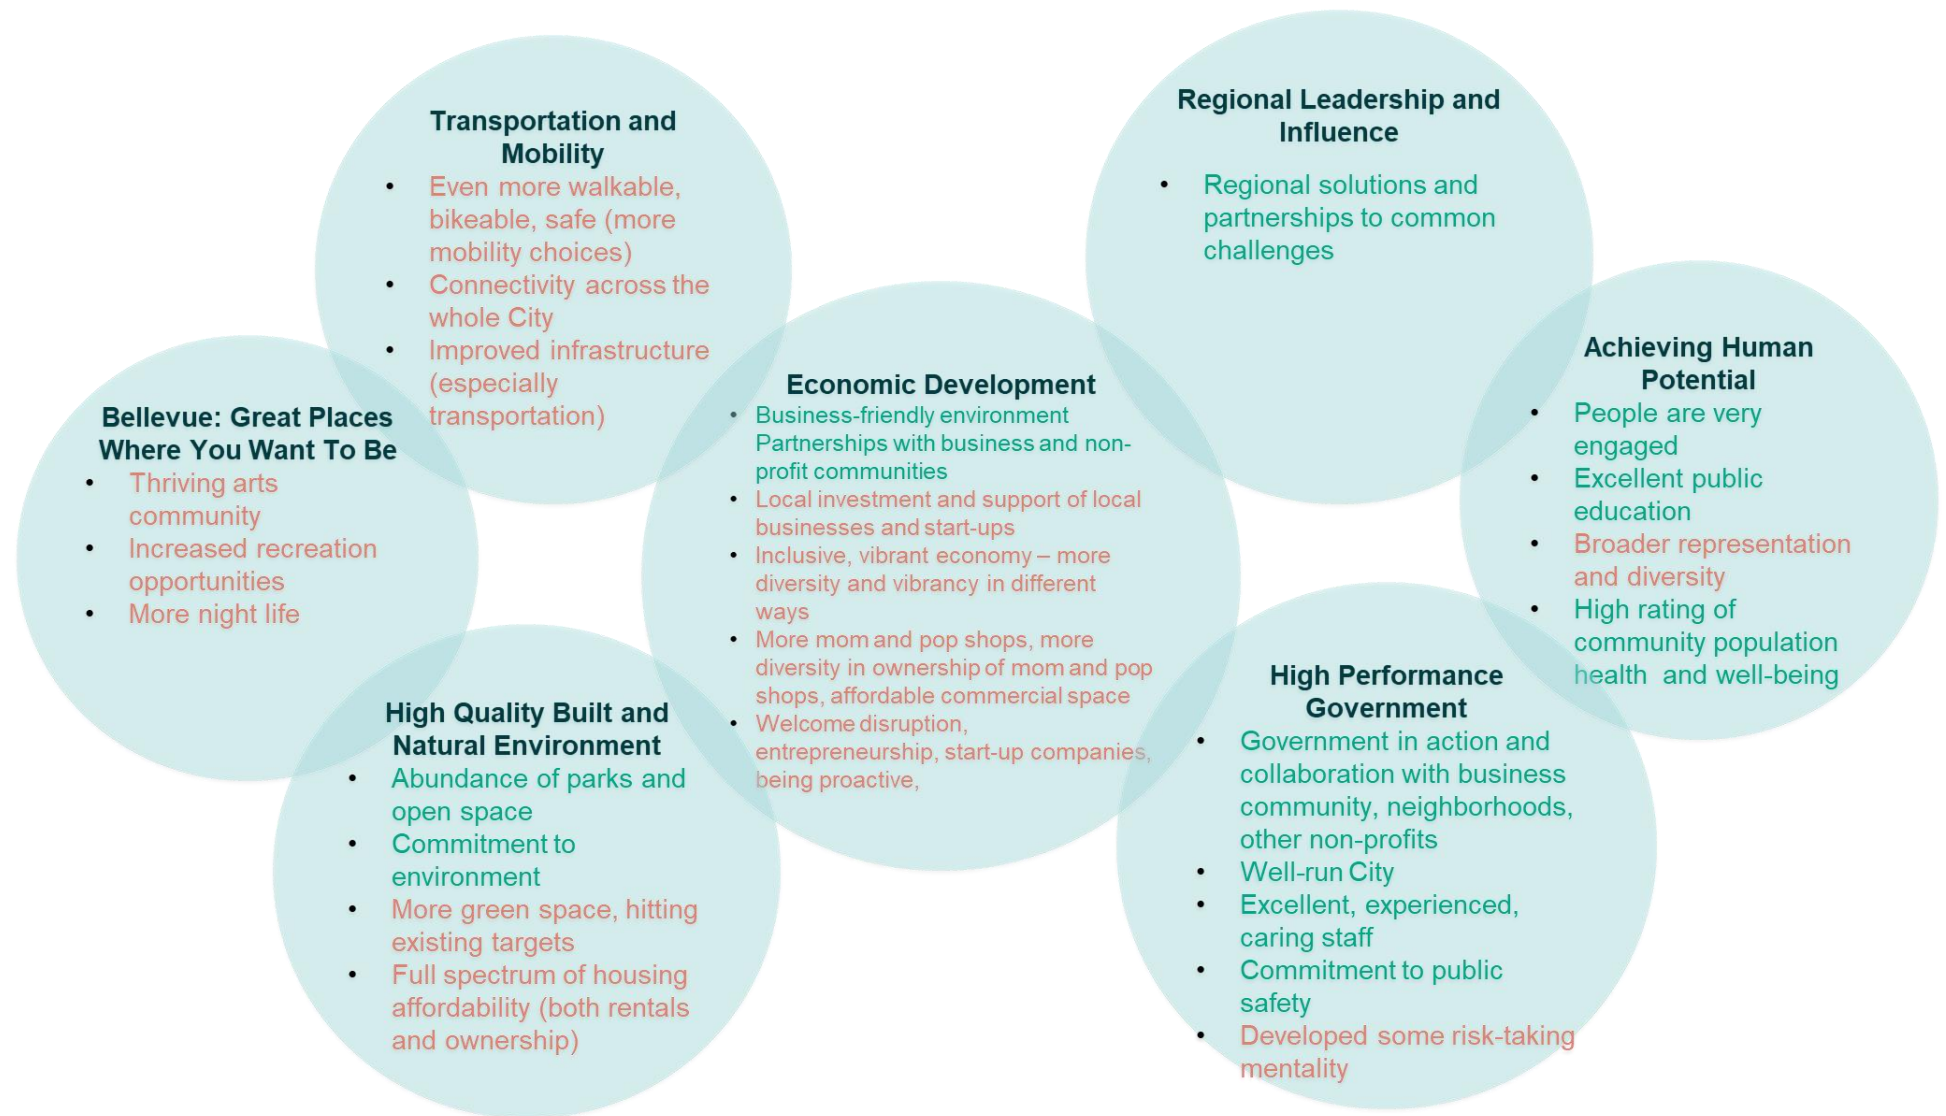 Transportation and
Mobility
• Even more walkable,
bikeable, safe (more
mobility choices)
• Connectivity across the
whole City
• Improved infrastructure
(especially
transportation)
Regional Leadership and
Influence
• Regional solutions and
partnerships to common
challenges
Bellevue: Great Places
Where You Want To Be
• Thriving arts
community
• Increased recreation
opportunities
• More night life
Economic Development
• Business-friendly environment
Partnerships with business and non-
profit communities
• Local investment and support of local
businesses and start-ups
• Inclusive, vibrant economy – more
diversity and vibrancy in different
ways
• More mom and pop shops, more
diversity in ownership of mom and pop
shops, affordable commercial space
• Welcome disruption,
entrepreneurship, start-up companies,
being proactive,
Achieving Human
Potential
• People are very
engaged
• Excellent public
education
• Broader representation
and diversity
• High rating of
community population
health and well-being
High Quality Built and
Natural Environment
• Abundance of parks and
open space
• Commitment to
environment
• More green space, hitting
existing targets
• Full spectrum of housing
affordability (both rentals
and ownership)
High Performance
Government
• Government in action and
collaboration with business
community, neighborhoods,
other non-profits
• Well-run City
• Excellent, experienced,
caring staff
• Commitment to public
safety
• Developed some risk-taking
mentality